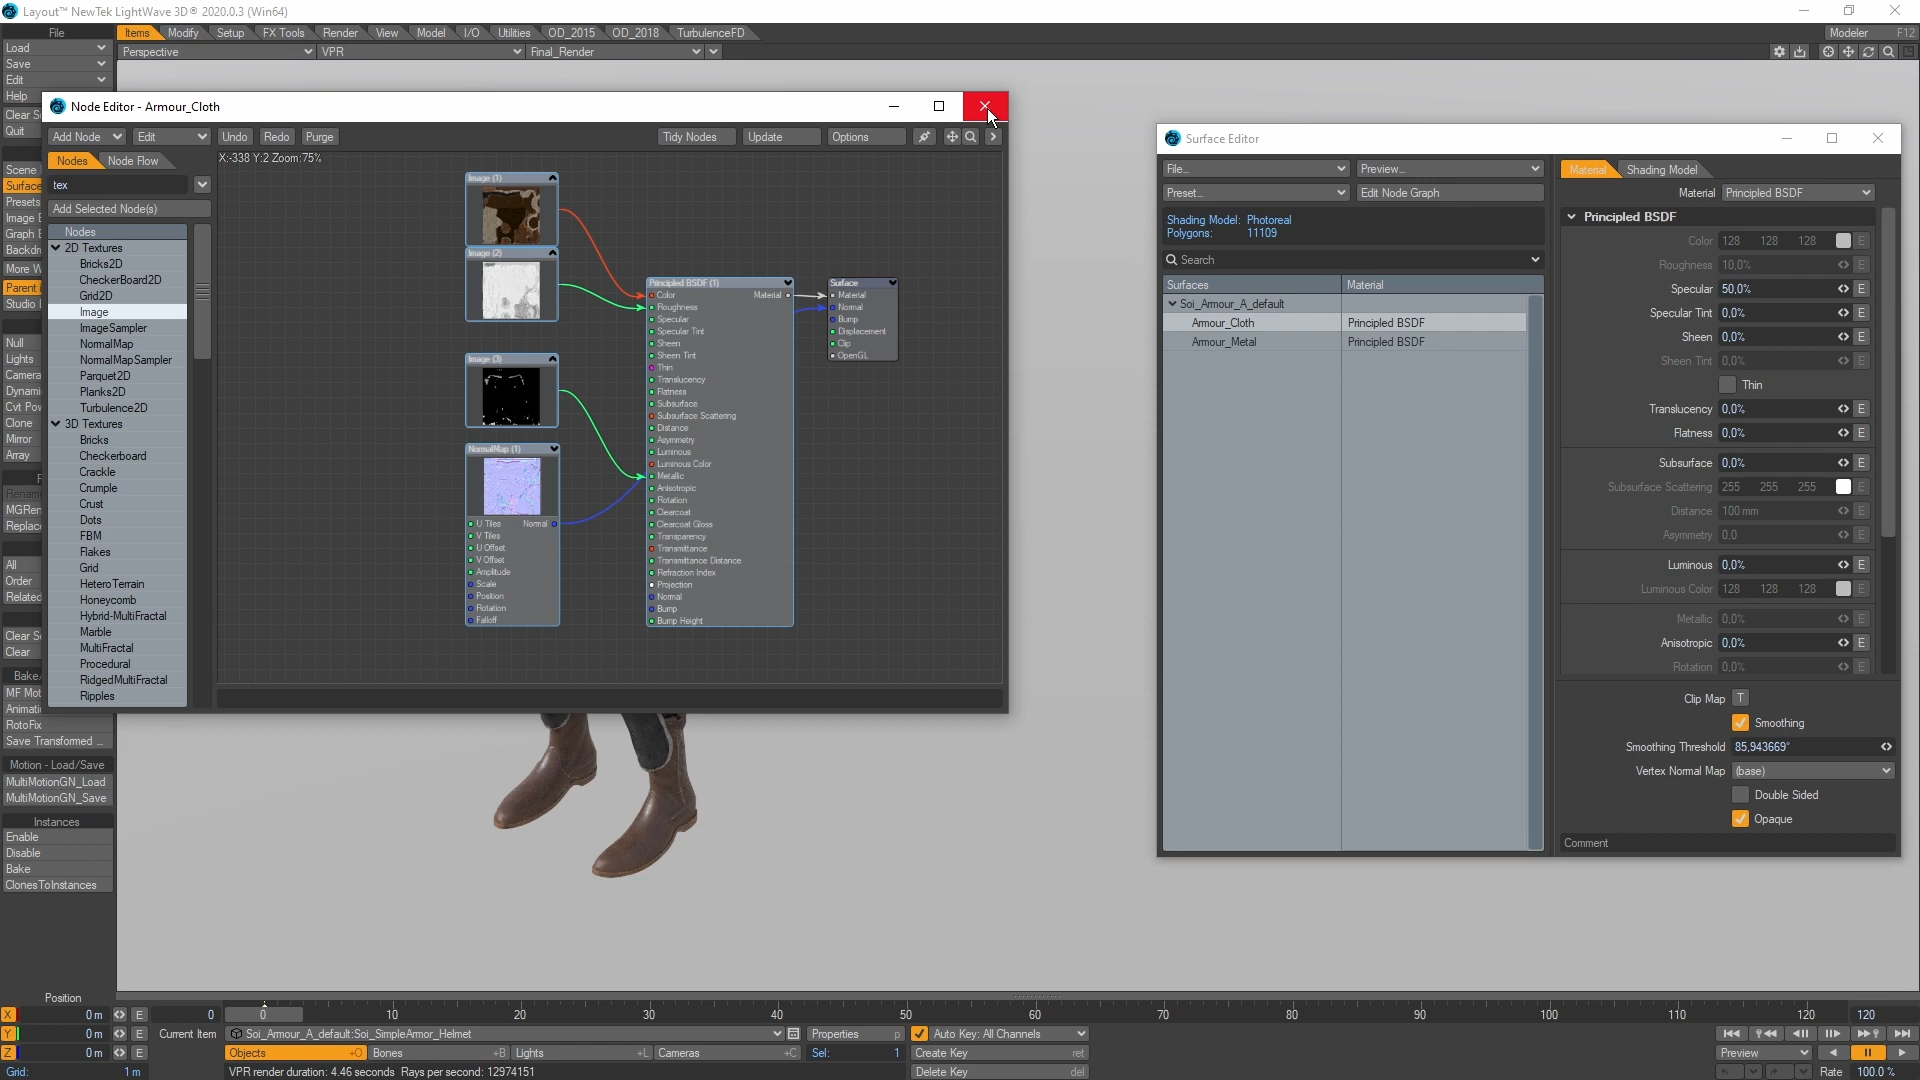 Layout™ NewTek LightWave 3D® 2020.0.3 (Win64)
File
Items Modify Setup FX Tools Render View Model I/O Utilities OD_2015 OD_2018 TurbulenceFD
Modeler F12
Load
Perspective VPR Final_Render
Save
Edit
Help
Clear
Quit
Node Editor - Armour_Cloth
Add Node Edit Undo Redo Purge Tidy Nodes Update Options
Nodes Node Flow
X:-338 Y:2 Zoom:75%
tex
Add Selected Node(s)
Nodes
2D Textures
Bricks2D
CheckerBoard2D
Grid2D
Image
ImageSampler
NormalMap
NormalMapSampler
Parquet2D
Planks2D
Turbulence2D
3D Textures
Bricks
Checkerboard
Crackle
Crumple
Crust
Dots
FBM
Flakes
Grid
HeteroTerrain
Honeycomb
Hybrid-MultiFractal
Marble
MultiFractal
Procedural
RidgedMultiFractal
Ripples
Image (1)
Image (2)
Image (3)
NormalMap (1)
U Tiles Normal
V Tiles
U Offset
V Offset
Amplitude
Scale
Position
Rotation
Falloff
Principled BSDF (1)
Color Material
Roughness
Specular
Specular Tint
Sheen
Sheen Tint
Thin
Translucency
Flatness
Subsurface
Subsurface Scattering
Distance
Asymmetry
Luminous
Luminous Color
Metallic
Anisotropic
Rotation
Clearcoat
Clearcoat Gloss
Transparency
Transmittance
Transmittance Distance
Refraction Index
Projection
Normal
Bump
Bump Height
Surface
Material
Normal
Bump
Displacement
Clip
OpenGL
Scene
Surface
Presets
Image E
Graph E
Backdr
More W
Parent i
Studio
Null
Lights
Camera
Dynami
Cvt Pow
Clone
Mirror
Array
Rename
MGRen
Replace
All
Order
Related
Clear S
Clear
Bake
MF Mot
Animati
RotoFix
Save Transformed ...
Motion - Load/Save
MultiMotionGN_Load
MultiMotionGN_Save
Instances
Enable
Disable
Bake
ClonesToInstances
Surface Editor
File... Preview...
Preset... Edit Node Graph
Shading Model: Photoreal
Polygons: 11109
Search
Surfaces Material
Soi_Armour_A_default
Armour_Cloth Principled BSDF
Armour_Metal Principled BSDF
Material Shading Model
Material Principled BSDF
Principled BSDF
Color 128 128 128 E
Roughness 10,0% E
Specular 50,0% E
Specular Tint 0,0% E
Sheen 0,0% E
Sheen Tint 0,0% E
Thin
Translucency 0,0% E
Flatness 0,0% E
Subsurface 0,0% E
Subsurface Scattering 255 255 255 E
Distance 100 mm E
Asymmetry 0,0 E
Luminous 0,0% E
Luminous Color 128 128 128 E
Metallic 0,0% E
Anisotropic 0,0% E
Rotation 0,0% E
Clip Map T
Smoothing
Smoothing Threshold 85,943669°
Vertex Normal Map (base)
Double Sided
Opaque
Comment
Position
X 0 m E 0 0 10 20 30 40 50 60 70 80 90 100 110 120 120
Y 0 m E Current Item Soi_Armour_A_default:Soi_SimpleArmor_Helmet Properties p Auto Key: All Channels
Z 0 m E Objects +O Bones +B Lights +L Cameras +C Sel: 1 Create Key ret Preview
Grid: 1 m VPR render duration: 4.46 seconds Rays per second: 12974151 Delete Key del Rate 100.0 %